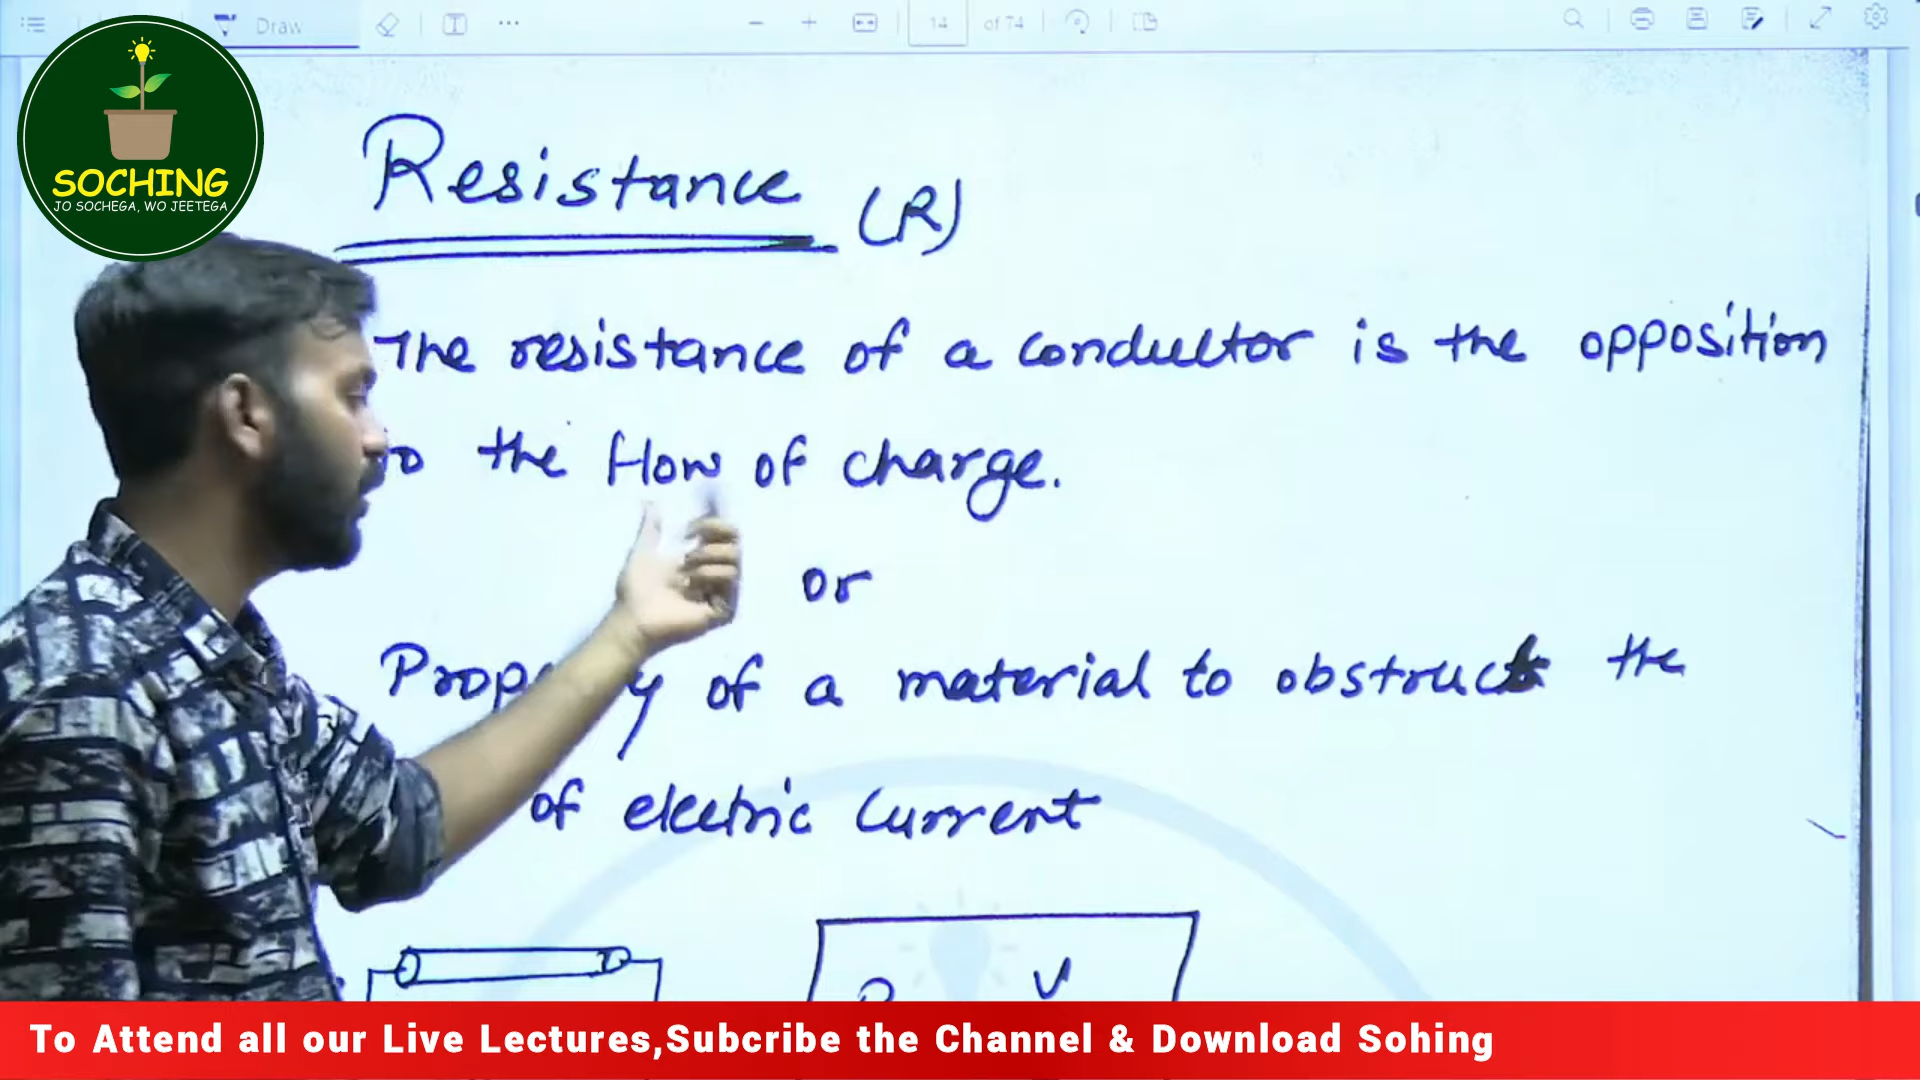 Draw
14 of 74
SOCHING
JO SOCHEGA, WO JEETEGA
Resistance (R)
The resistance of a conductor is the opposition
to the flow of charge.
or
of a material to obstruct the
of electric current
V
To Attend all our Live Lectures,Subcribe the Channel & Download Sohing